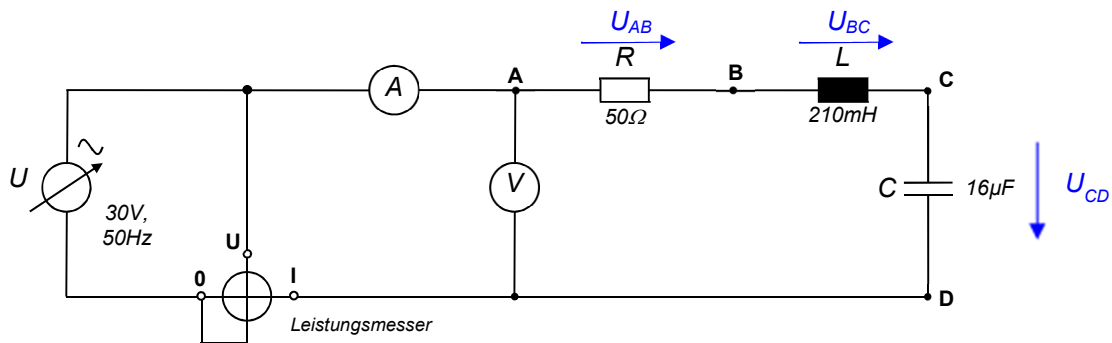 U_AB
U_BC
R
L
A
A
B
C
50Ω
210mH
U
V
C
16µF
U_CD
30V,
50Hz
U
0
I
D
Leistungsmesser